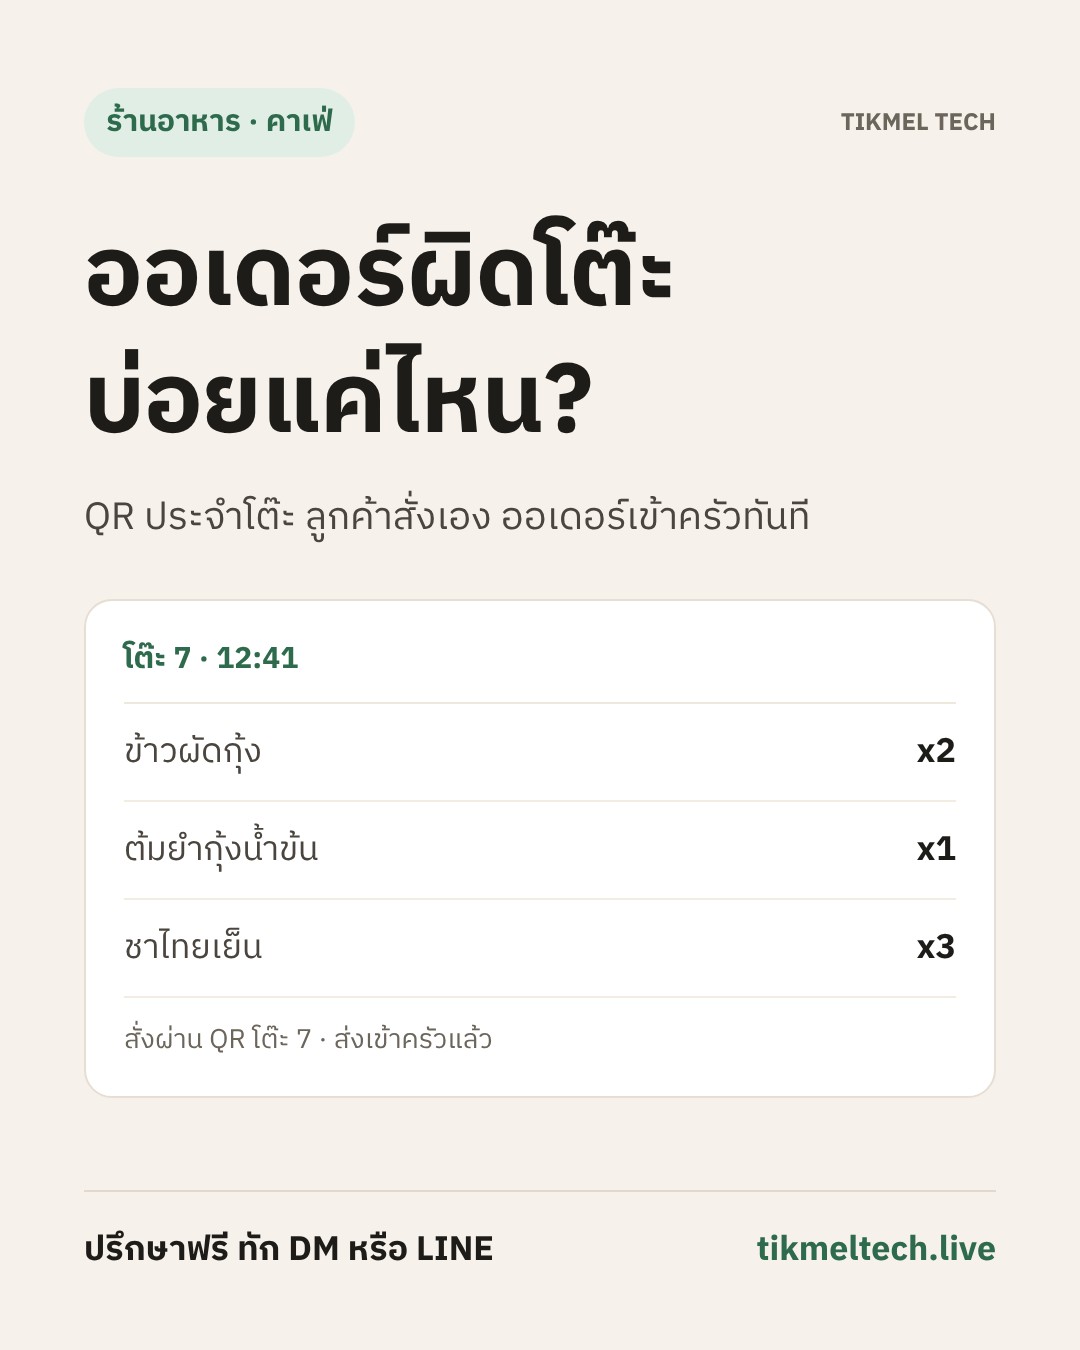 ร้านอาหาร · คาเฟ่
TIKMEL TECH
ออเดอร์ผิดโต๊ะ
บ่อยแค่ไหน?
QR ประจำโต๊ะ ลูกค้าสั่งเอง ออเดอร์เข้าครัวทันที
โต๊ะ 7 · 12:41
ข้าวผัดกุ้ง x2
ต้มยำกุ้งน้ำข้น x1
ชาไทยเย็น x3
สั่งผ่าน QR โต๊ะ 7 · ส่งเข้าครัวแล้ว
ปรึกษาฟรี ทัก DM หรือ LINE
tikmeltech.live